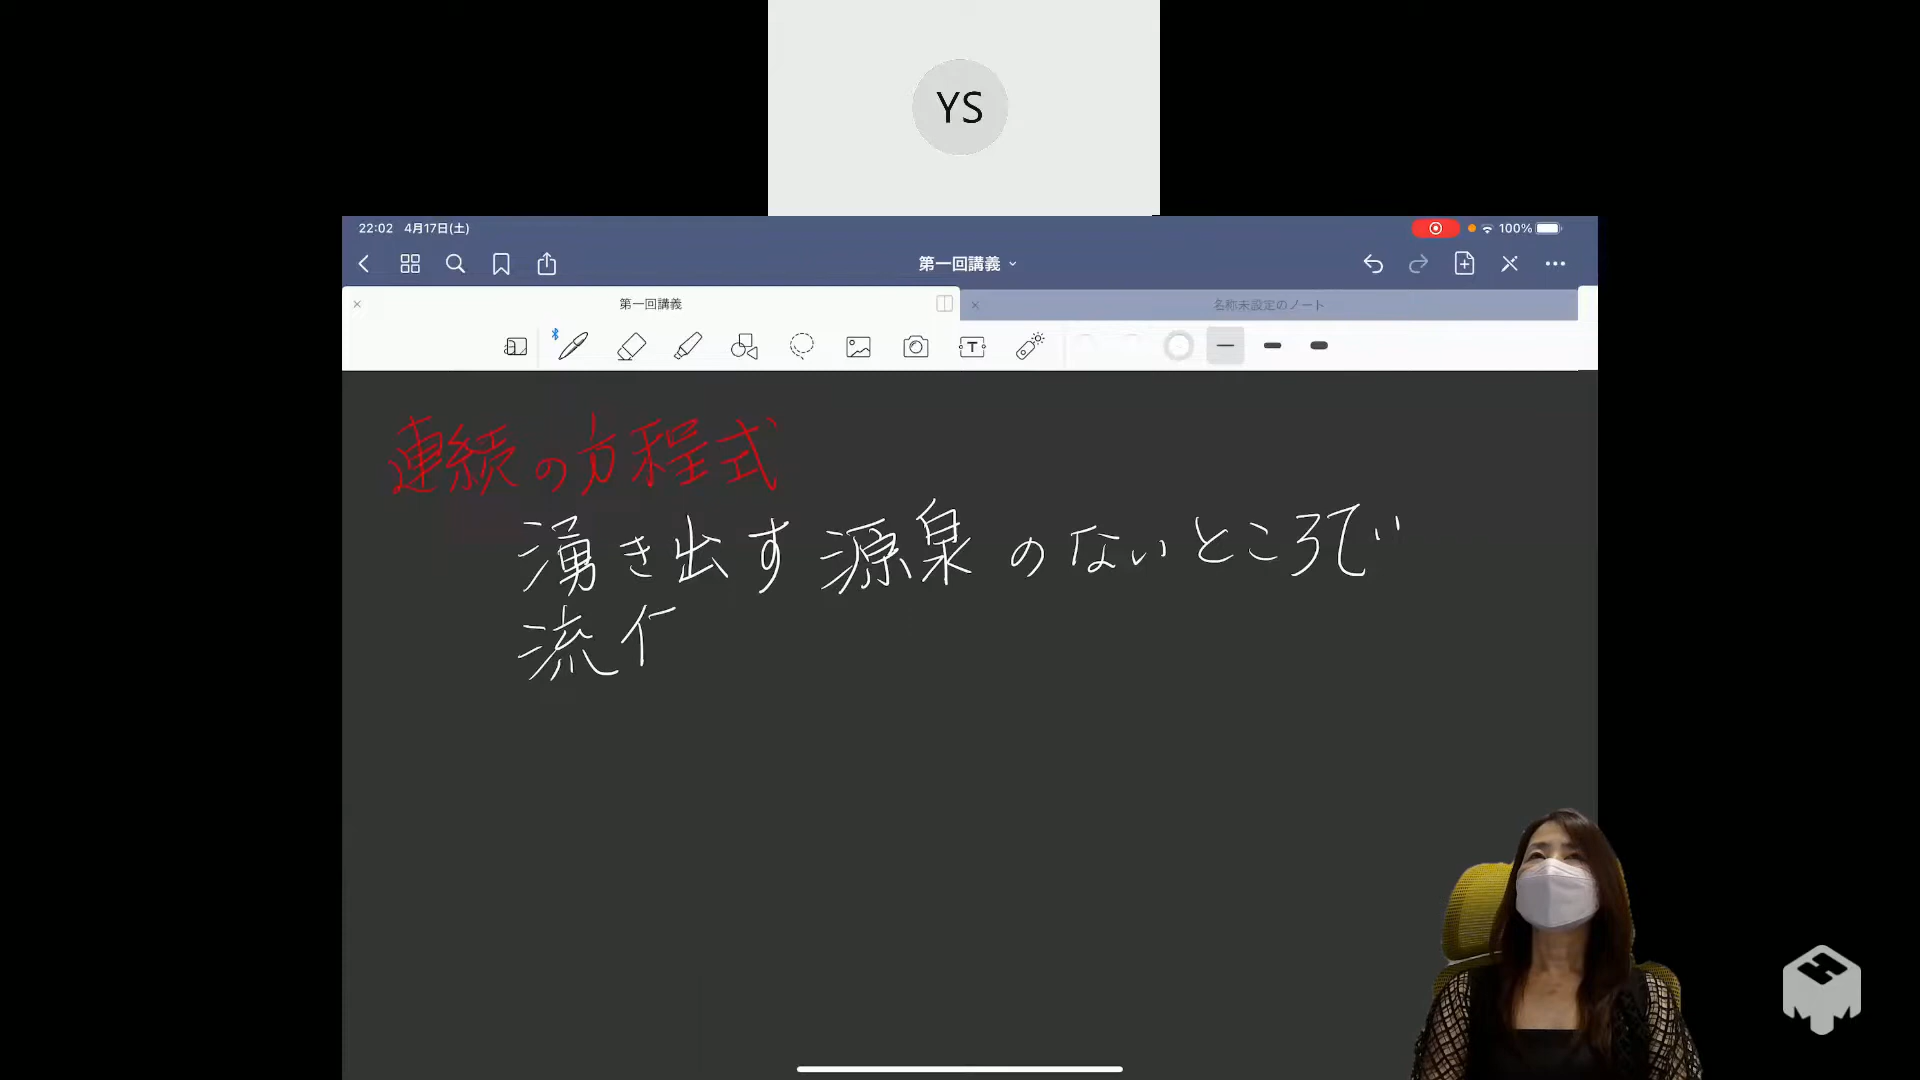 YS
22:02 4月17日(土)
100%
第一回講義
第一回講義
名称未設定のノート
連続の方程式
湧き出す源泉のないところで
流